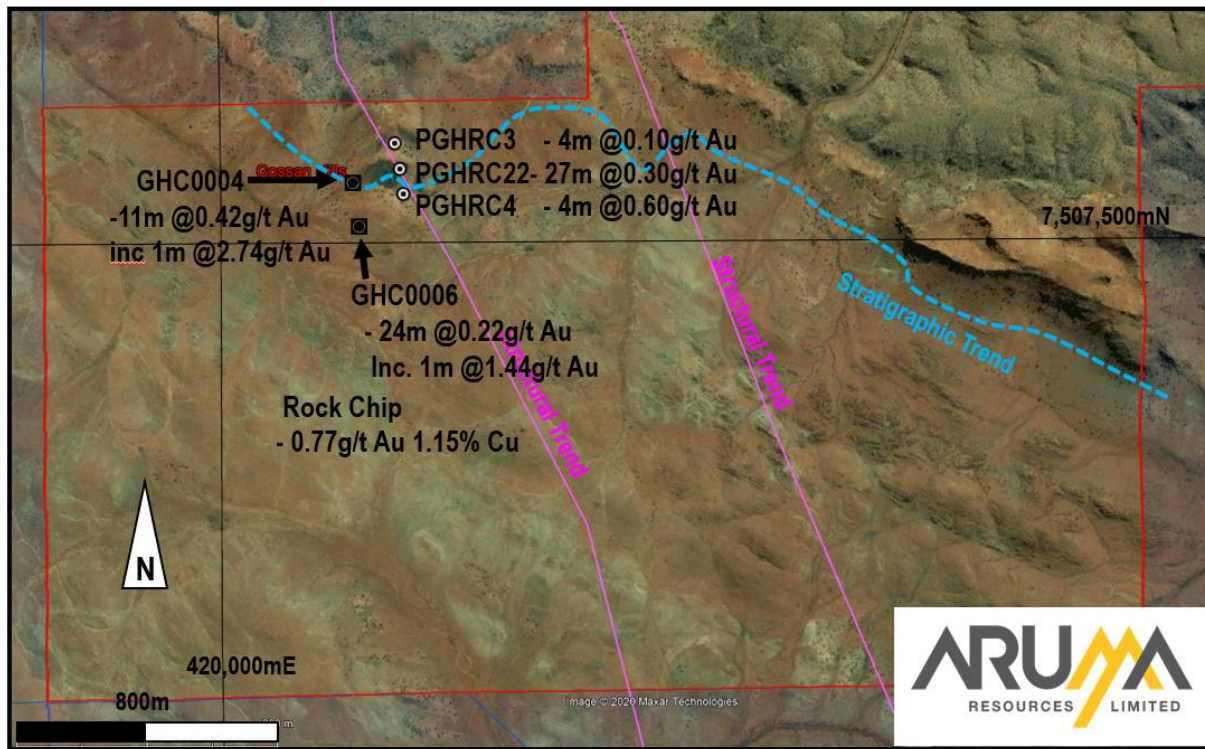 PGHRC3 - 4m @0.10g/t Au
PGHRC22- 27m @0.30g/t Au
PGHRC4 - 4m @0.60g/t Au
Gossan
GHC0004
-11m @0.42g/t Au
inc 1m @2.74g/t Au
7,507,500mN
GHC0006
- 24m @0.22g/t Au
Inc. 1m @1.44g/t Au
Structural Trend
Structural Trend
Stratigraphic Trend
Rock Chip
- 0.77g/t Au 1.15% Cu
N
420,000mE
800m
Image © 2020 Maxar Technologies
ARUMA
RESOURCES LIMITED